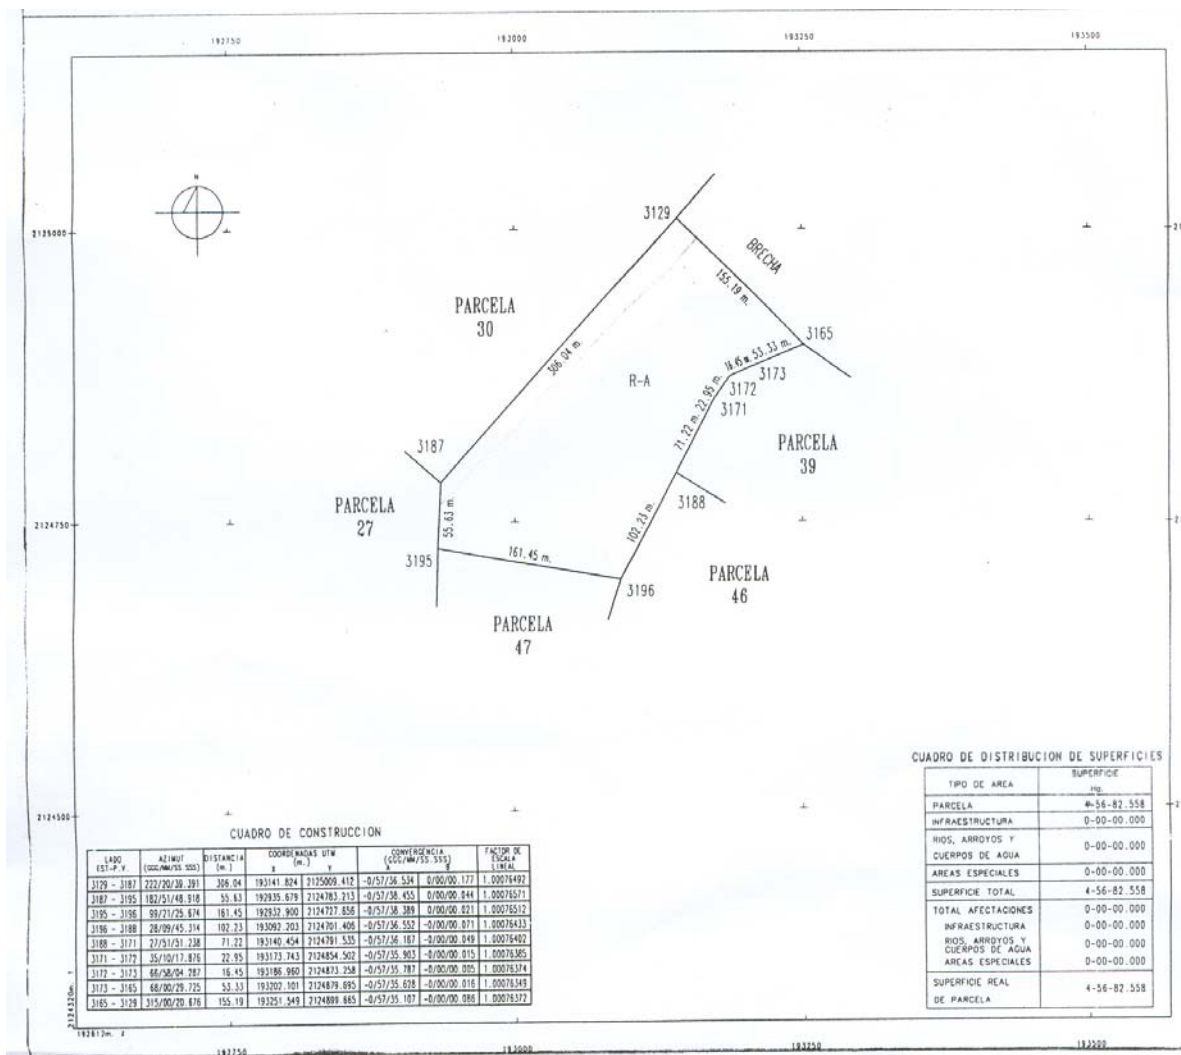 192750 193000 193250 193500
N
3129
2125000
BRECHA
155.19 m.
PARCELA
30
3165
306.04 m.
16.45 m. 53.33 m.
3173
R-A
3172
22.95 m.
3171
71.22 m.
3187
PARCELA
39
PARCELA
27
55.63 m.
3188
2124750
102.23 m.
3195
161.45 m.
3196
PARCELA
46
PARCELA
47
2124500
CUADRO DE DISTRIBUCION DE SUPERFICIES
TIPO DE AREA SUPERFICIE
Ha.
PARCELA 4-56-82.558
INFRAESTRUCTURA 0-00-00.000
RIOS, ARROYOS Y
CUERPOS DE AGUA 0-00-00.000
AREAS ESPECIALES 0-00-00.000
SUPERFICIE TOTAL 4-56-82.558
TOTAL AFECTACIONES 0-00-00.000
INFRAESTRUCTURA 0-00-00.000
RIOS, ARROYOS Y
CUERPOS DE AGUA 0-00-00.000
AREAS ESPECIALES 0-00-00.000
SUPERFICIE REAL
DE PARCELA 4-56-82.558
CUADRO DE CONSTRUCCION
LADO
EST-P.V. AZIMUT
(GGG/MM/SS.SSS) DISTANCIA
(m.) COORDENADAS UTM
(m.)
X Y CONVERGENCIA
(GGG/MM/SS.SSS) FACTOR DE
ESCALA
LINEAL
3129 - 3187 222/20/39.391 306.04 193141.824 2125009.412 -0/57/36.534 0/00/00.177 1.00076492
3187 - 3195 182/51/48.918 55.63 192935.679 2124783.213 -0/57/38.455 0/00/00.044 1.00076571
3195 - 3196 99/21/25.674 161.45 192932.900 2124727.656 -0/57/38.389 0/00/00.021 1.00076512
3196 - 3188 28/09/45.314 102.23 193092.203 2124701.406 -0/57/36.552 -0/00/00.071 1.00076433
3188 - 3171 27/51/51.238 71.22 193140.454 2124791.535 -0/57/36.187 -0/00/00.049 1.00076402
3171 - 3172 35/10/17.876 22.95 193173.743 2124854.502 -0/57/35.903 -0/00/00.015 1.00076385
3172 - 3173 66/58/04.287 16.45 193186.960 2124873.258 -0/57/35.787 -0/00/00.005 1.00076374
3173 - 3165 68/00/29.725 53.33 193202.101 2124879.695 -0/57/35.628 -0/00/00.016 1.00076349
3165 - 3129 315/00/20.676 155.19 193251.549 2124899.665 -0/57/35.107 -0/00/00.086 1.00076372
2124320m. Y
192612m. X
192750 193000 193250 193500